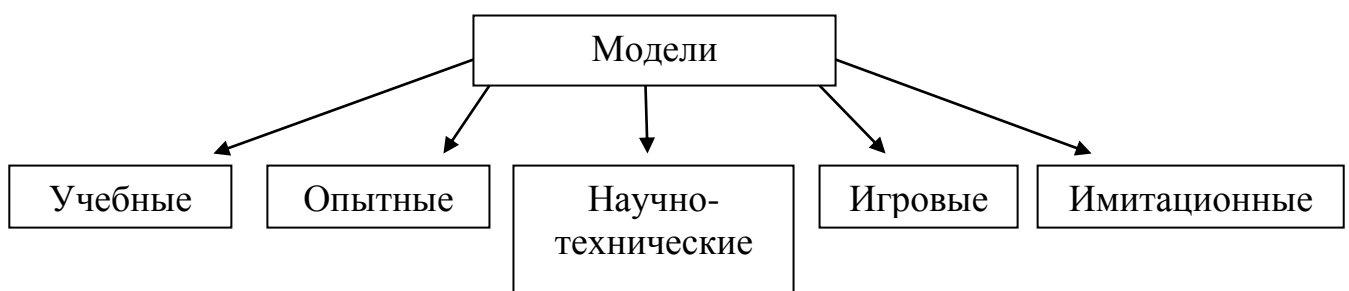 Модели
Учебные
Опытные
Научно-
технические
Игровые
Имитационные